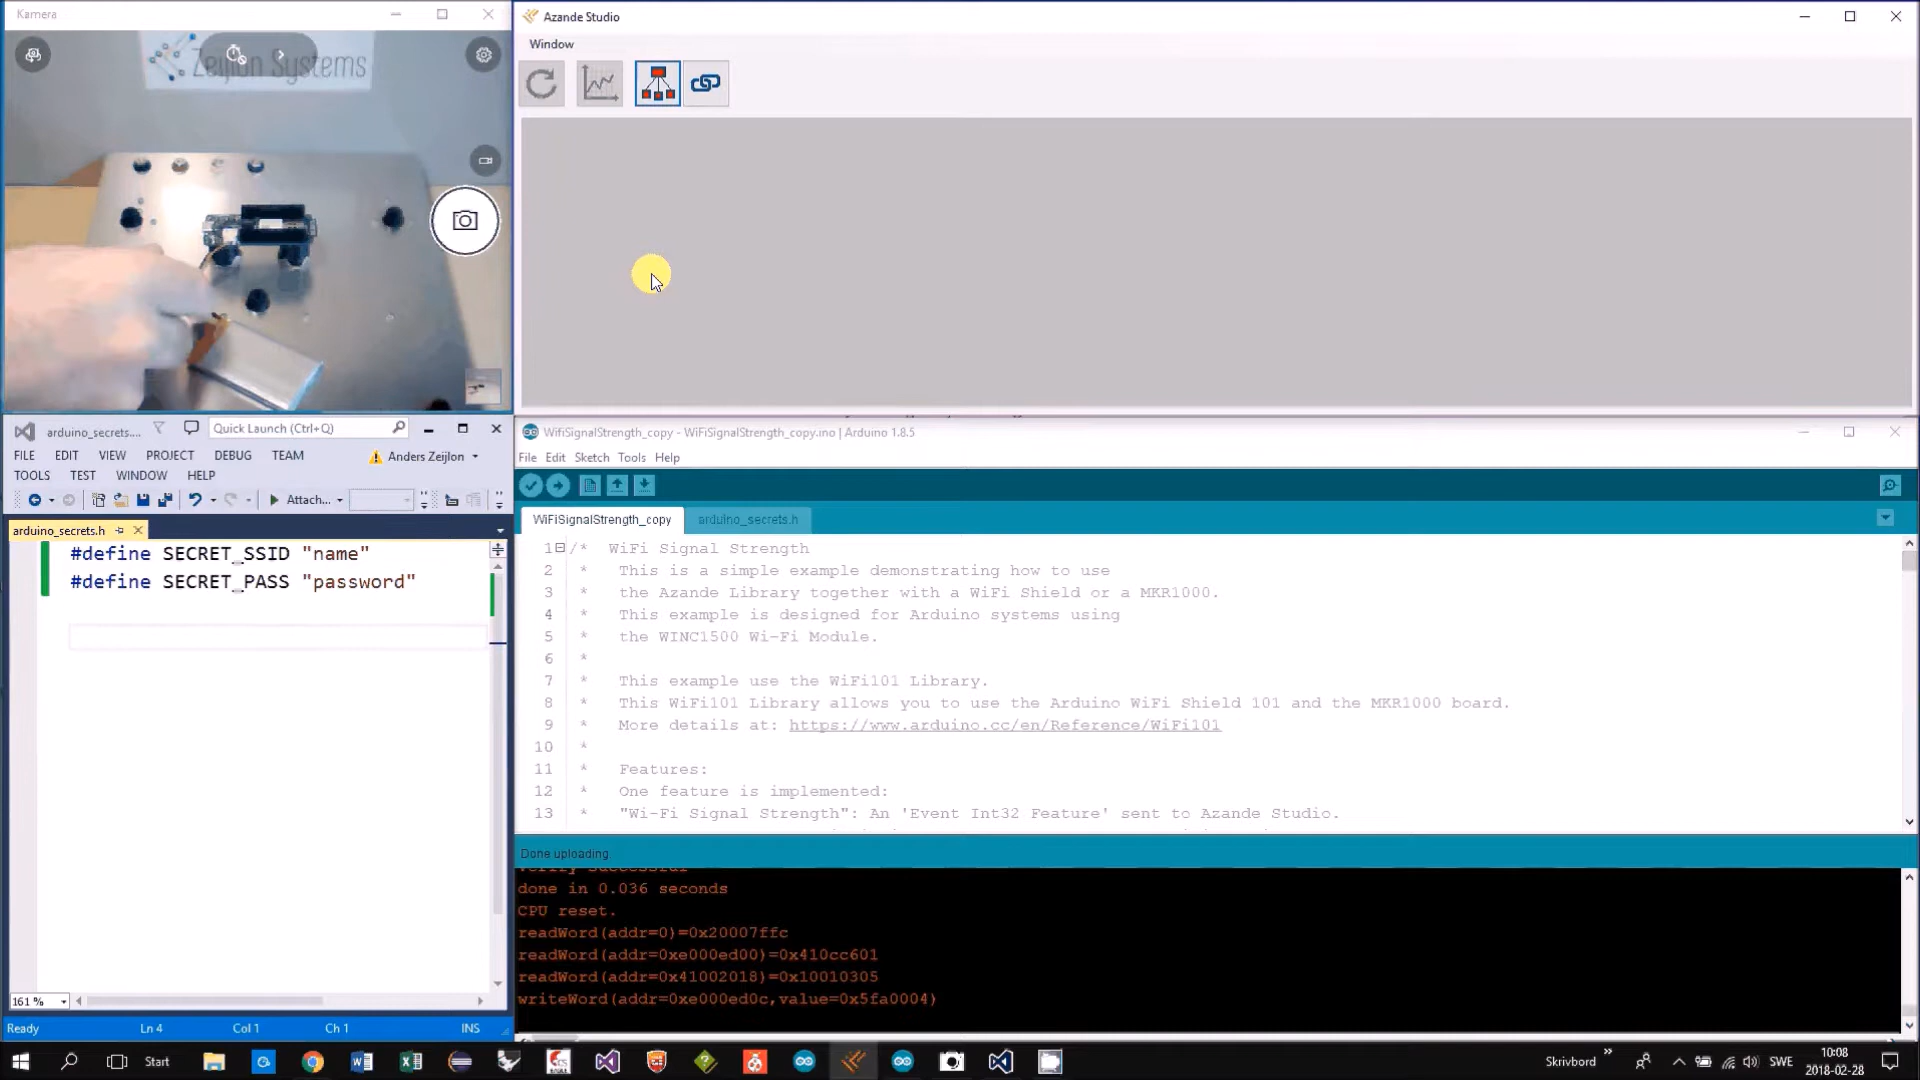 Kamera
Zeijlon Systems
Azande Studio
Window
arduino_secrets....
Quick Launch (Ctrl+Q)
FILE EDIT VIEW PROJECT DEBUG TEAM
Anders Zeijlon
TOOLS TEST WINDOW HELP
Attach...
arduino_secrets.h
#define SECRET_SSID "name"
#define SECRET_PASS "password"
161 %
Ready Ln 4 Col 1 Ch 1 INS
WifiSignalStrength_copy - WiFiSignalStrength_copy.ino | Arduino 1.8.5
File Edit Sketch Tools Help
WiFiSignalStrength_copy arduino_secrets.h
1 /* WiFi Signal Strength
2 * This is a simple example demonstrating how to use
3 * the Azande Library together with a WiFi Shield or a MKR1000.
4 * This example is designed for Arduino systems using
5 * the WINC1500 Wi-Fi Module.
6 *
7 * This example use the WiFi101 Library.
8 * This WiFi101 Library allows you to use the Arduino WiFi Shield 101 and the MKR1000 board.
9 * More details at: https://www.arduino.cc/en/Reference/WiFi101
10 *
11 * Features:
12 * One feature is implemented:
13 * "Wi-Fi Signal Strength": An 'Event Int32 Feature' sent to Azande Studio.
Done uploading.
Verify successful
done in 0.036 seconds
CPU reset.
readWord(addr=0)=0x20007ffc
readWord(addr=0xe000ed00)=0x410cc601
readWord(addr=0x41002018)=0x10010305
writeWord(addr=0xe000ed0c,value=0x5fa0004)
Start
Skrivbord
SWE
10:08
2018-02-28